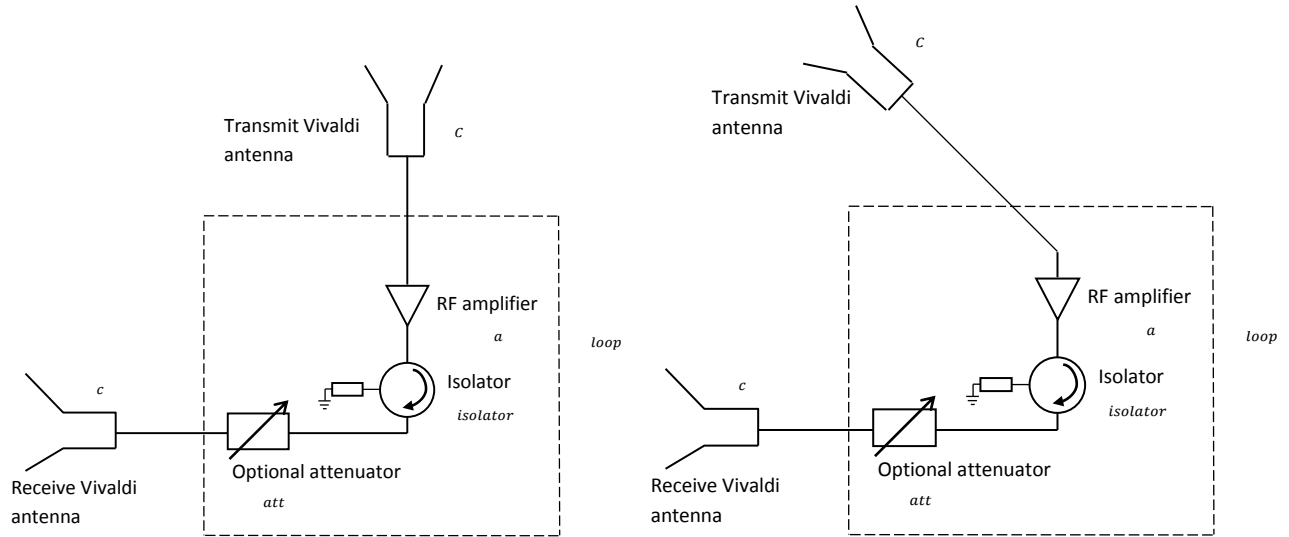 Transmit Vivaldi
antenna
C
RF amplifier
a
loop
Isolator
isolator
c
Optional attenuator
att
Receive Vivaldi
antenna
C
Transmit Vivaldi
antenna
RF amplifier
a
loop
Isolator
isolator
c
Optional attenuator
att
Receive Vivaldi
antenna